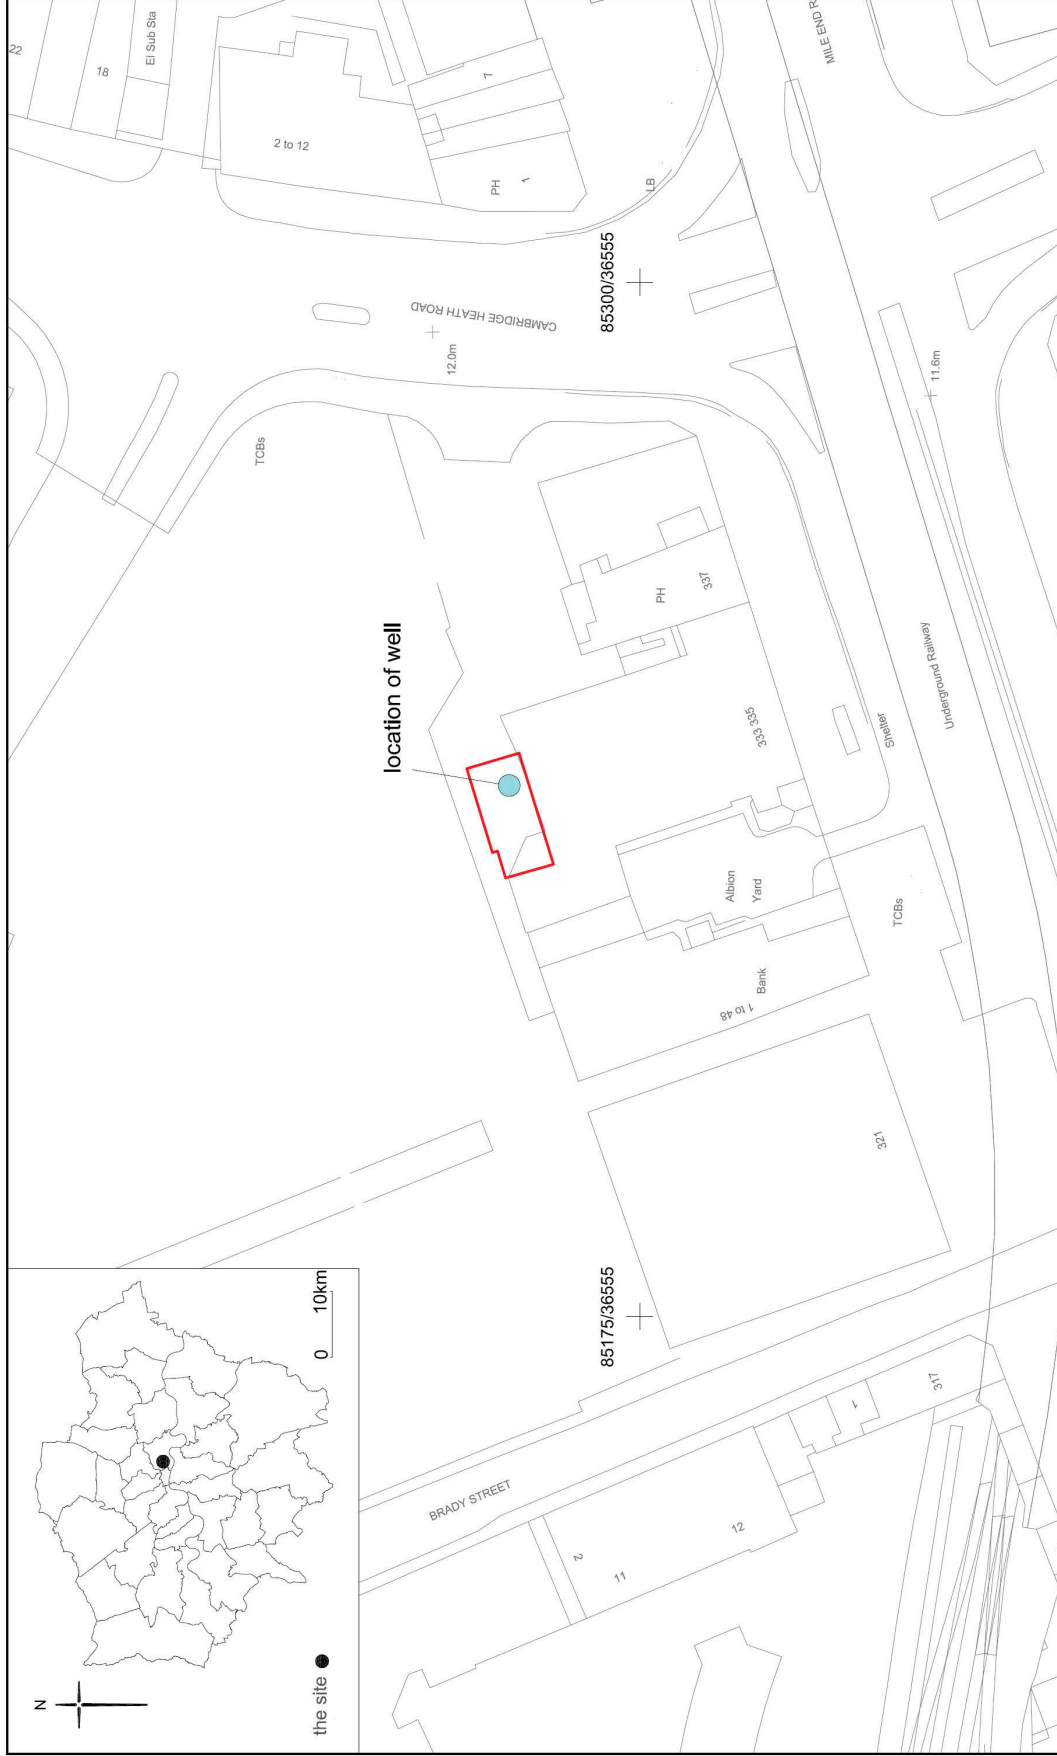 N
the site
0 10km
22
18
El Sub Sta
2 to 12
7
PH
1
LB
MILE END R
CAMBRIDGE HEATH ROAD
12.0m
85300/36555
TCBs
location of well
PH
337
333 335
Shelter
Underground Railway
11.6m
Albion
Yard
TCBs
Bank
1 to 48
321
85175/36555
BRADY STREET
2
11
12
1
317